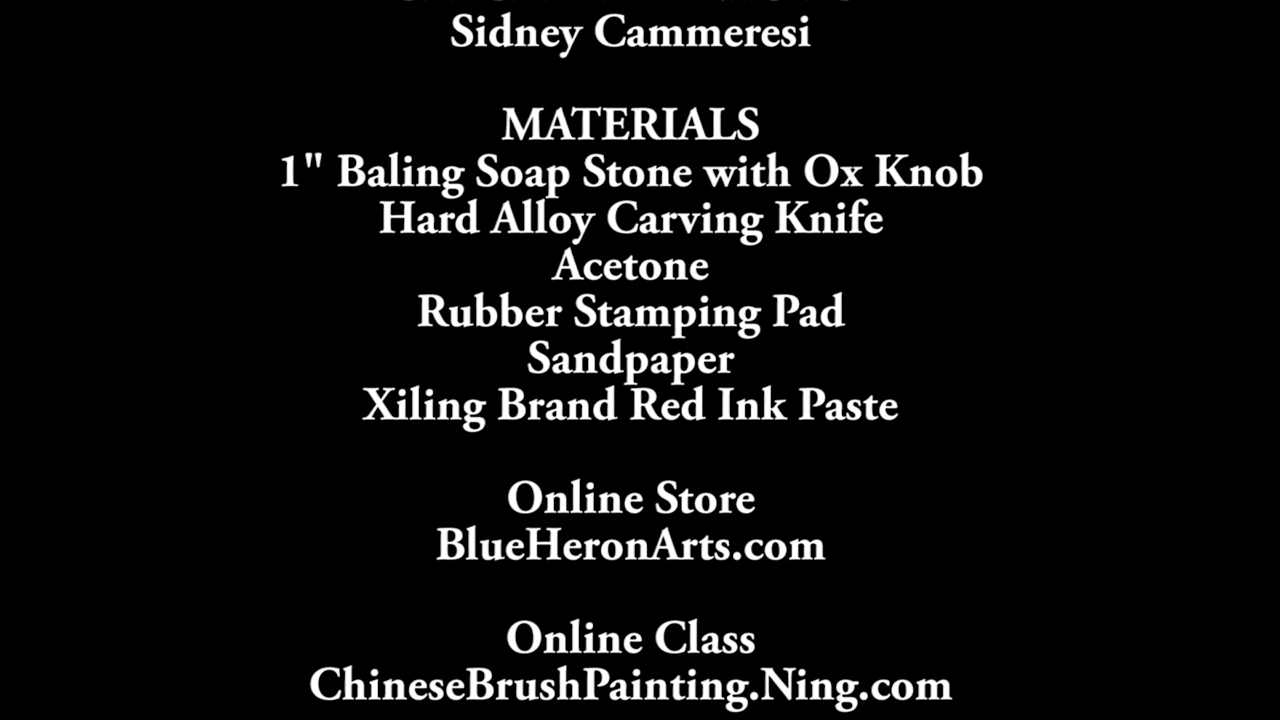 Sidney Cammeresi
MATERIALS
1" Baling Soap Stone with Ox Knob
Hard Alloy Carving Knife
Acetone
Rubber Stamping Pad
Sandpaper
Xiling Brand Red Ink Paste
Online Store
BlueHeronArts.com
Online Class
ChineseBrushPainting.Ning.com